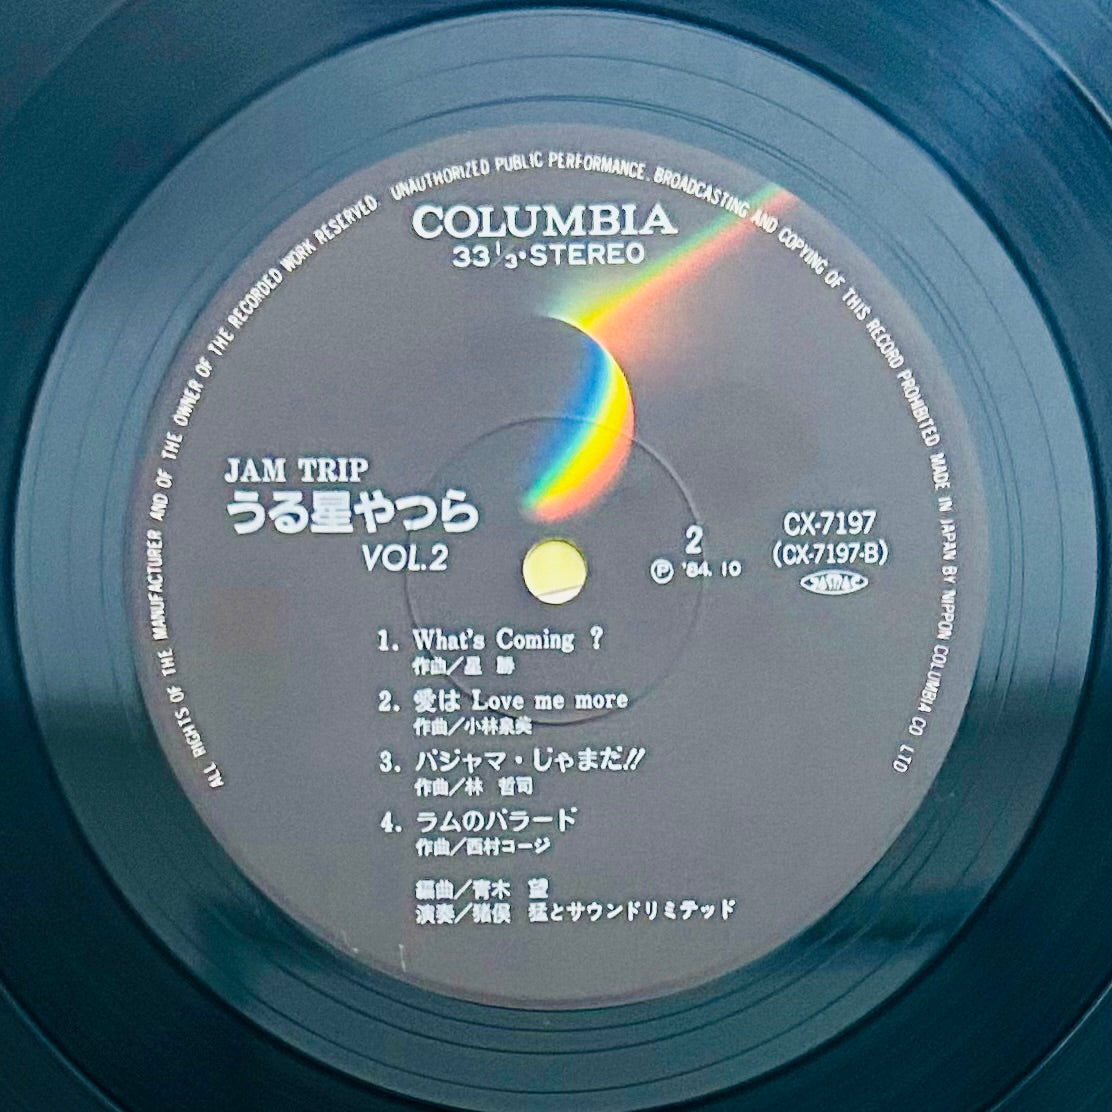 ALL RIGHTS OF THE MANUFACTURER AND OF THE OWNER OF THE RECORDED WORK RESERVED. UNAUTHORIZED PUBLIC PERFORMANCE. BROADCASTING AND COPYING OF THIS RECORD PROHIBITED MADE IN JAPAN BY NIPPON COLUMBIA CO LTD
COLUMBIA
33 1/3・STEREO
JAM TRIP
うる星やつら
VOL.2
2
Ⓟ '84. 10
CX-7197
(CX-7197-B)
1. What's Coming ?
作曲／星 勝
2. 愛は Love me more
作曲／小林泉美
3. パジャマ・じゃまだ!!
作曲／林 哲司
4. ラムのバラード
作曲／西村コージ
編曲／青木 望
演奏／猪俣 猛とサウンドリミテッド